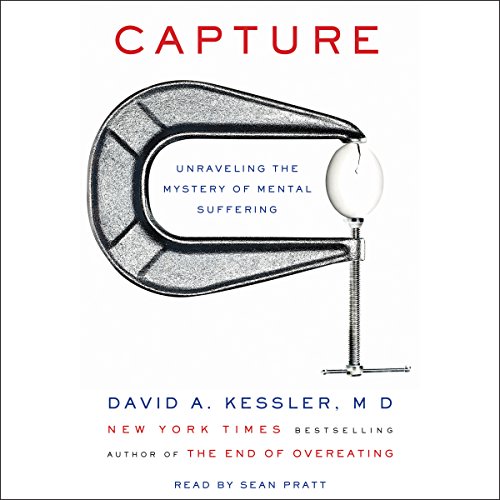 CAPTURE
UNRAVELING THE
MYSTERY OF MENTAL
SUFFERING
DAVID A. KESSLER, M D
NEW YORK TIMES BESTSELLING
AUTHOR OF THE END OF OVEREATING
READ BY SEAN PRATT